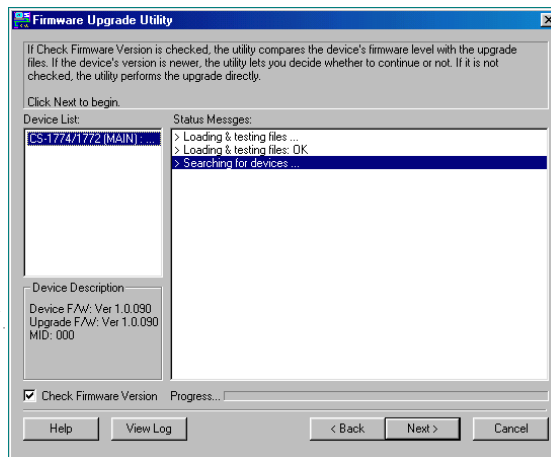 Firmware Upgrade Utility
If Check Firmware Version is checked, the utility compares the device's firmware level with the upgrade
files. If the device's version is newer, the utility lets you decide whether to continue or not. If it is not
checked, the utility performs the upgrade directly.
Click Next to begin.
Device List:
Status Messges:
CS-1774/1772 (MAIN) : ...
> Loading & testing files ...
> Loading & testing files: OK
> Searching for devices ...
Device Description
Device F/W: Ver 1.0.090
Upgrade F/W: Ver 1.0.090
MID: 000
Check Firmware Version
Progress...
Help
View Log
< Back
Next >
Cancel